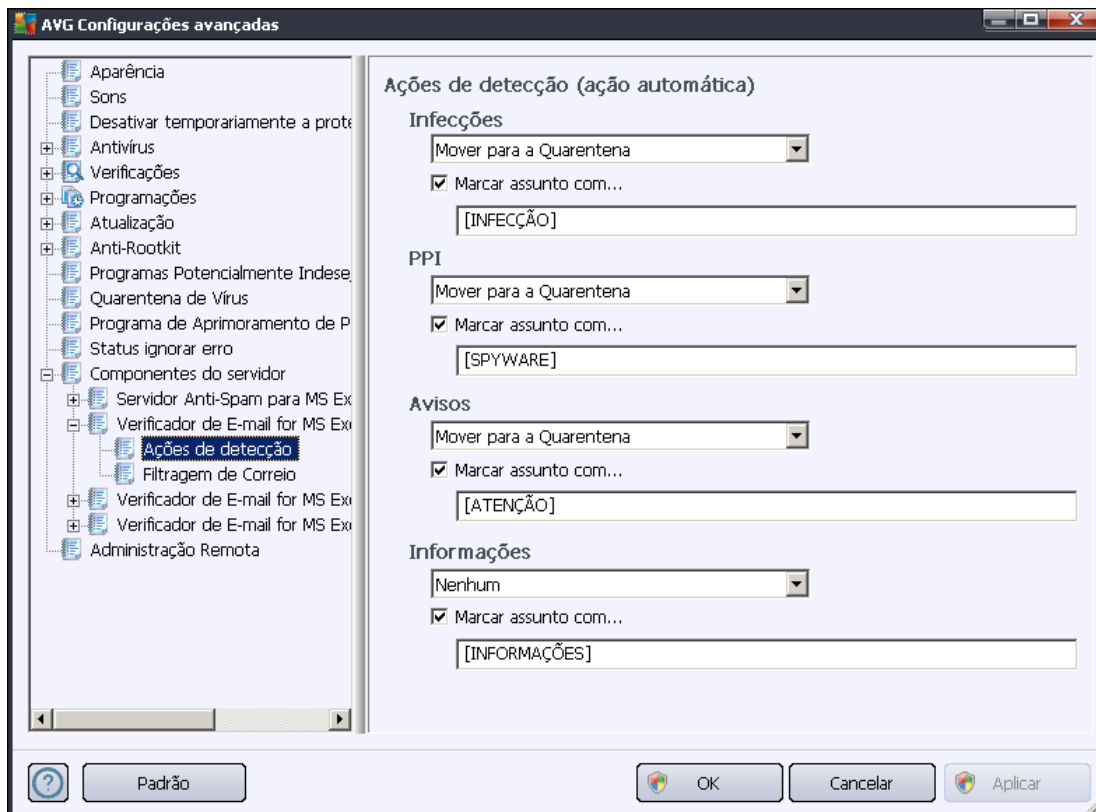 AVG Configurações avançadas
Aparência
Sons
Desativar temporariamente a prote
Antivírus
Verificações
Programações
Atualização
Anti-Rootkit
Programas Potencialmente Indese
Quarentena de Vírus
Programa de Aprimoramento de P
Status ignorar erro
Componentes do servidor
Servidor Anti-Spam para MS Ex
Verificador de E-mail for MS Ex
Ações de detecção
Filtragem de Correio
Verificador de E-mail for MS Ex
Verificador de E-mail for MS Ex
Administração Remota
Ações de detecção (ação automática)
Infecções
Mover para a Quarentena
Marcar assunto com...
[INFECÇÃO]
PPI
Mover para a Quarentena
Marcar assunto com...
[SPYWARE]
Avisos
Mover para a Quarentena
Marcar assunto com...
[ATENÇÃO]
Informações
Nenhum
Marcar assunto com...
[INFORMAÇÕES]
? Padrão OK Cancelar Aplicar